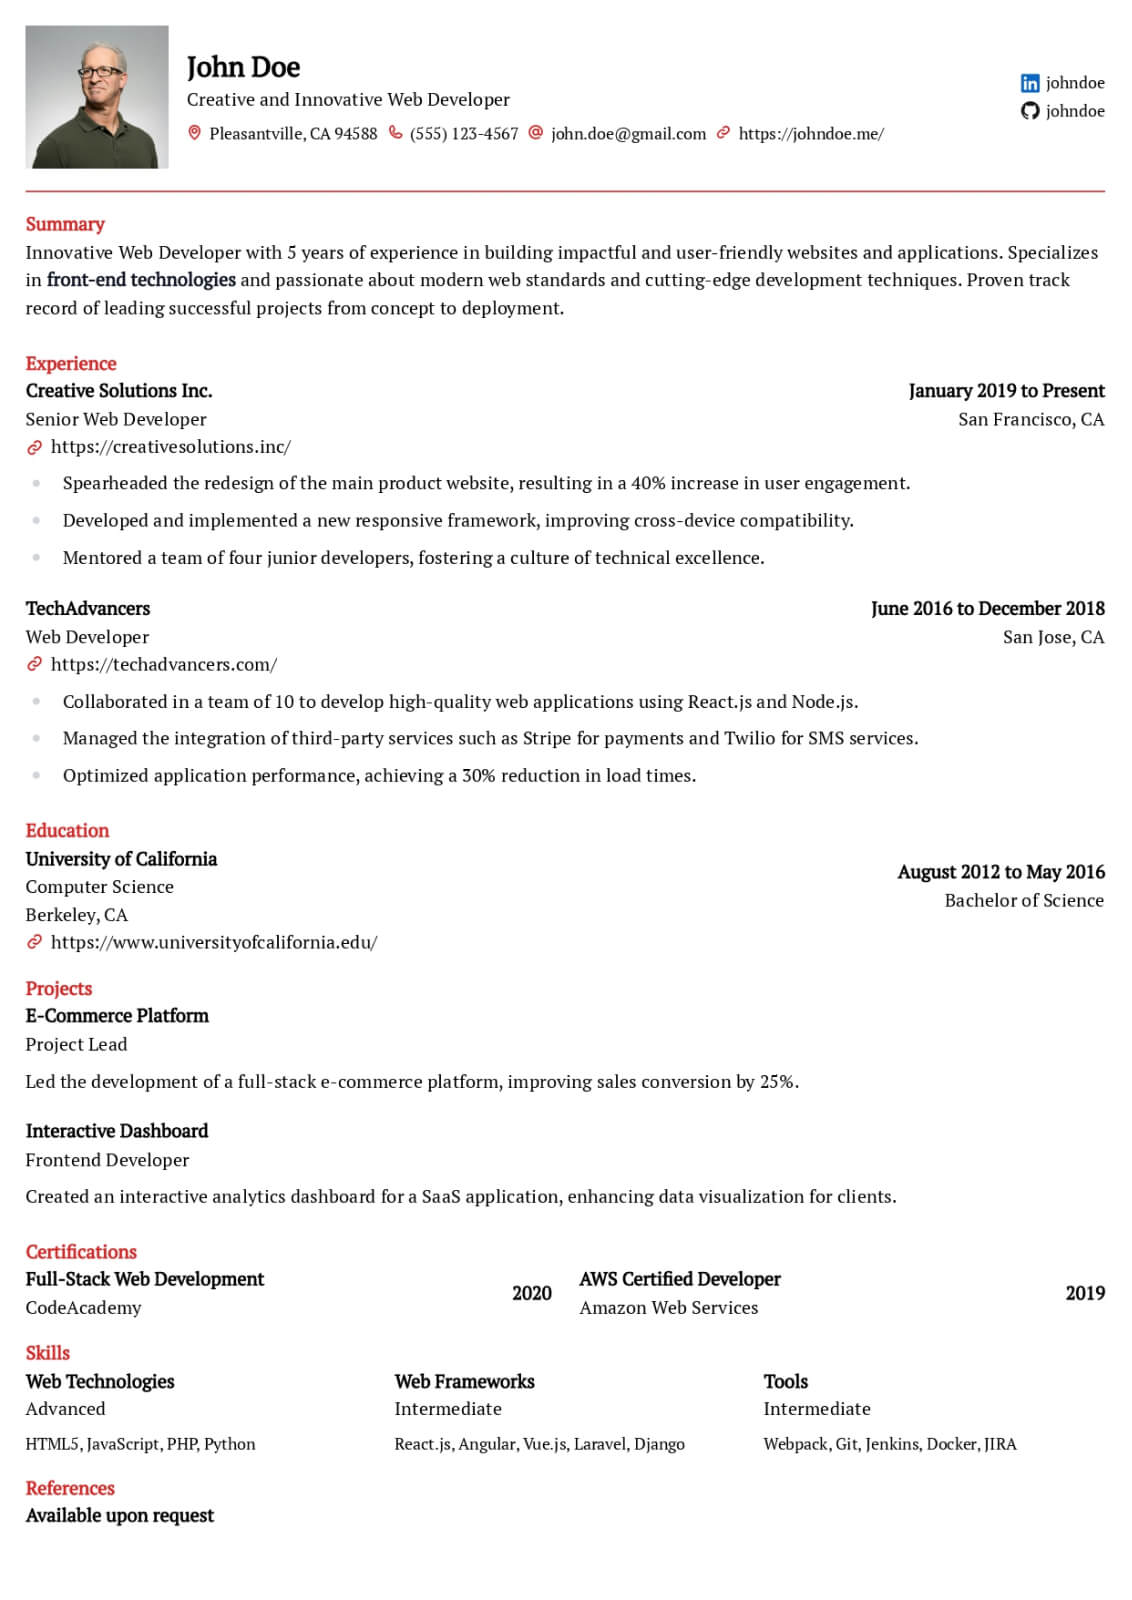 John Doe
Creative and Innovative Web Developer
Pleasantville, CA 94588 (555) 123-4567 john.doe@gmail.com https://johndoe.me/
johndoe
johndoe
Summary
Innovative Web Developer with 5 years of experience in building impactful and user-friendly websites and applications. Specializes
in front-end technologies and passionate about modern web standards and cutting-edge development techniques. Proven track
record of leading successful projects from concept to deployment.
Experience
Creative Solutions Inc. January 2019 to Present
Senior Web Developer San Francisco, CA
https://creativesolutions.inc/
Spearheaded the redesign of the main product website, resulting in a 40% increase in user engagement.
Developed and implemented a new responsive framework, improving cross-device compatibility.
Mentored a team of four junior developers, fostering a culture of technical excellence.
TechAdvancers June 2016 to December 2018
Web Developer San Jose, CA
https://techadvancers.com/
Collaborated in a team of 10 to develop high-quality web applications using React.js and Node.js.
Managed the integration of third-party services such as Stripe for payments and Twilio for SMS services.
Optimized application performance, achieving a 30% reduction in load times.
Education
University of California
Computer Science
Berkeley, CA
https://www.universityofcalifornia.edu/
August 2012 to May 2016
Bachelor of Science
Projects
E-Commerce Platform
Project Lead
Led the development of a full-stack e-commerce platform, improving sales conversion by 25%.
Interactive Dashboard
Frontend Developer
Created an interactive analytics dashboard for a SaaS application, enhancing data visualization for clients.
Certifications
Full-Stack Web Development
CodeAcademy
2020
AWS Certified Developer
Amazon Web Services
2019
Skills
Web Technologies
Advanced
HTML5, JavaScript, PHP, Python
Web Frameworks
Intermediate
React.js, Angular, Vue.js, Laravel, Django
Tools
Intermediate
Webpack, Git, Jenkins, Docker, JIRA
References
Available upon request